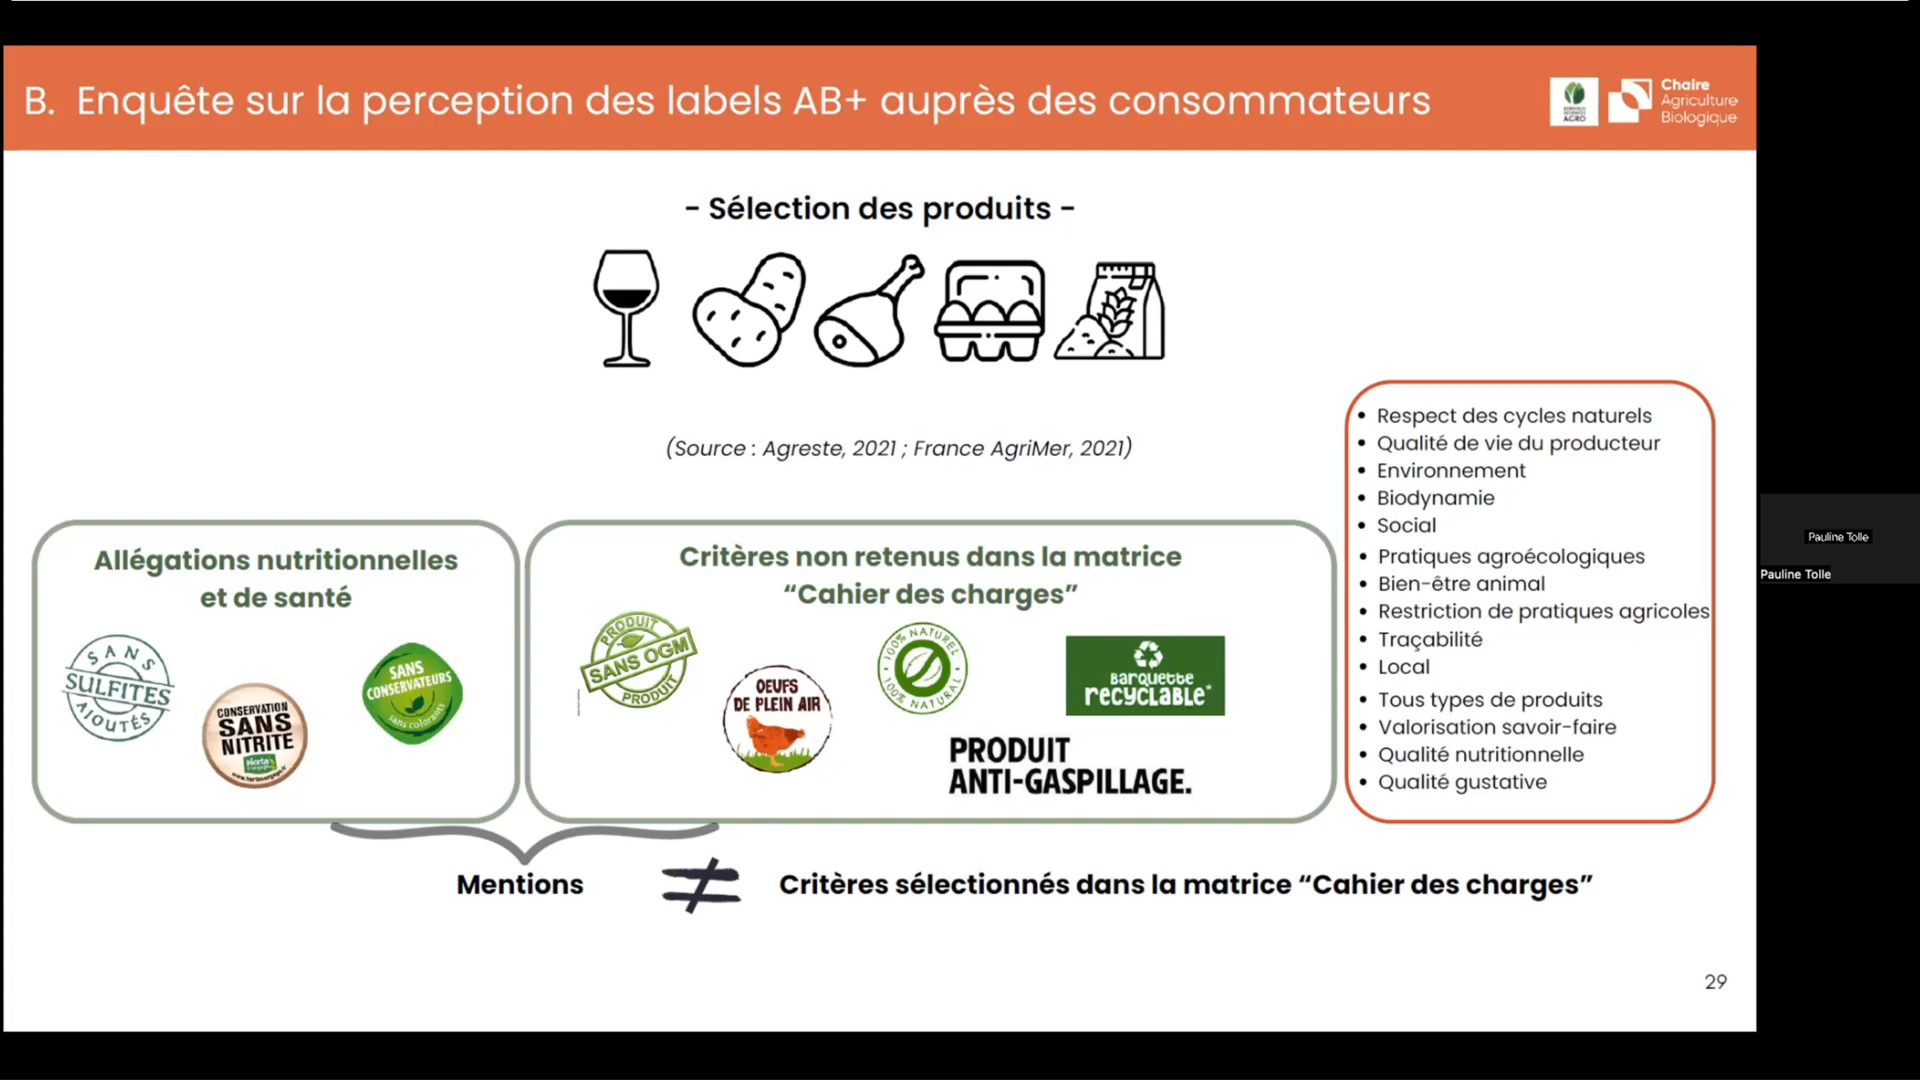 B. Enquête sur la perception des labels AB+ auprès des consommateurs
Chaire
Agriculture
Biologique
AGRO
- Sélection des produits -
(Source : Agreste, 2021 ; France AgriMer, 2021)
Allégations nutritionnelles
et de santé
SANS
SULFITES
AJOUTÉS
CONSERVATION
SANS
NITRITE
Herta
SANS
CONSERVATEURS
sans colorants
Critères non retenus dans la matrice
“Cahier des charges”
PRODUIT
SANS OGM
PRODUIT
OEUFS
DE PLEIN AIR
100% NATUREL
100% NATURAL
Barquette
recyclable*
PRODUIT
ANTI-GASPILLAGE.
• Respect des cycles naturels
• Qualité de vie du producteur
• Environnement
• Biodynamie
• Social
• Pratiques agroécologiques
• Bien-être animal
• Restriction de pratiques agricoles
• Traçabilité
• Local
• Tous types de produits
• Valorisation savoir-faire
• Qualité nutritionnelle
• Qualité gustative
Mentions
≠
Critères sélectionnés dans la matrice “Cahier des charges”
29
Pauline Tolle
Pauline Tolle